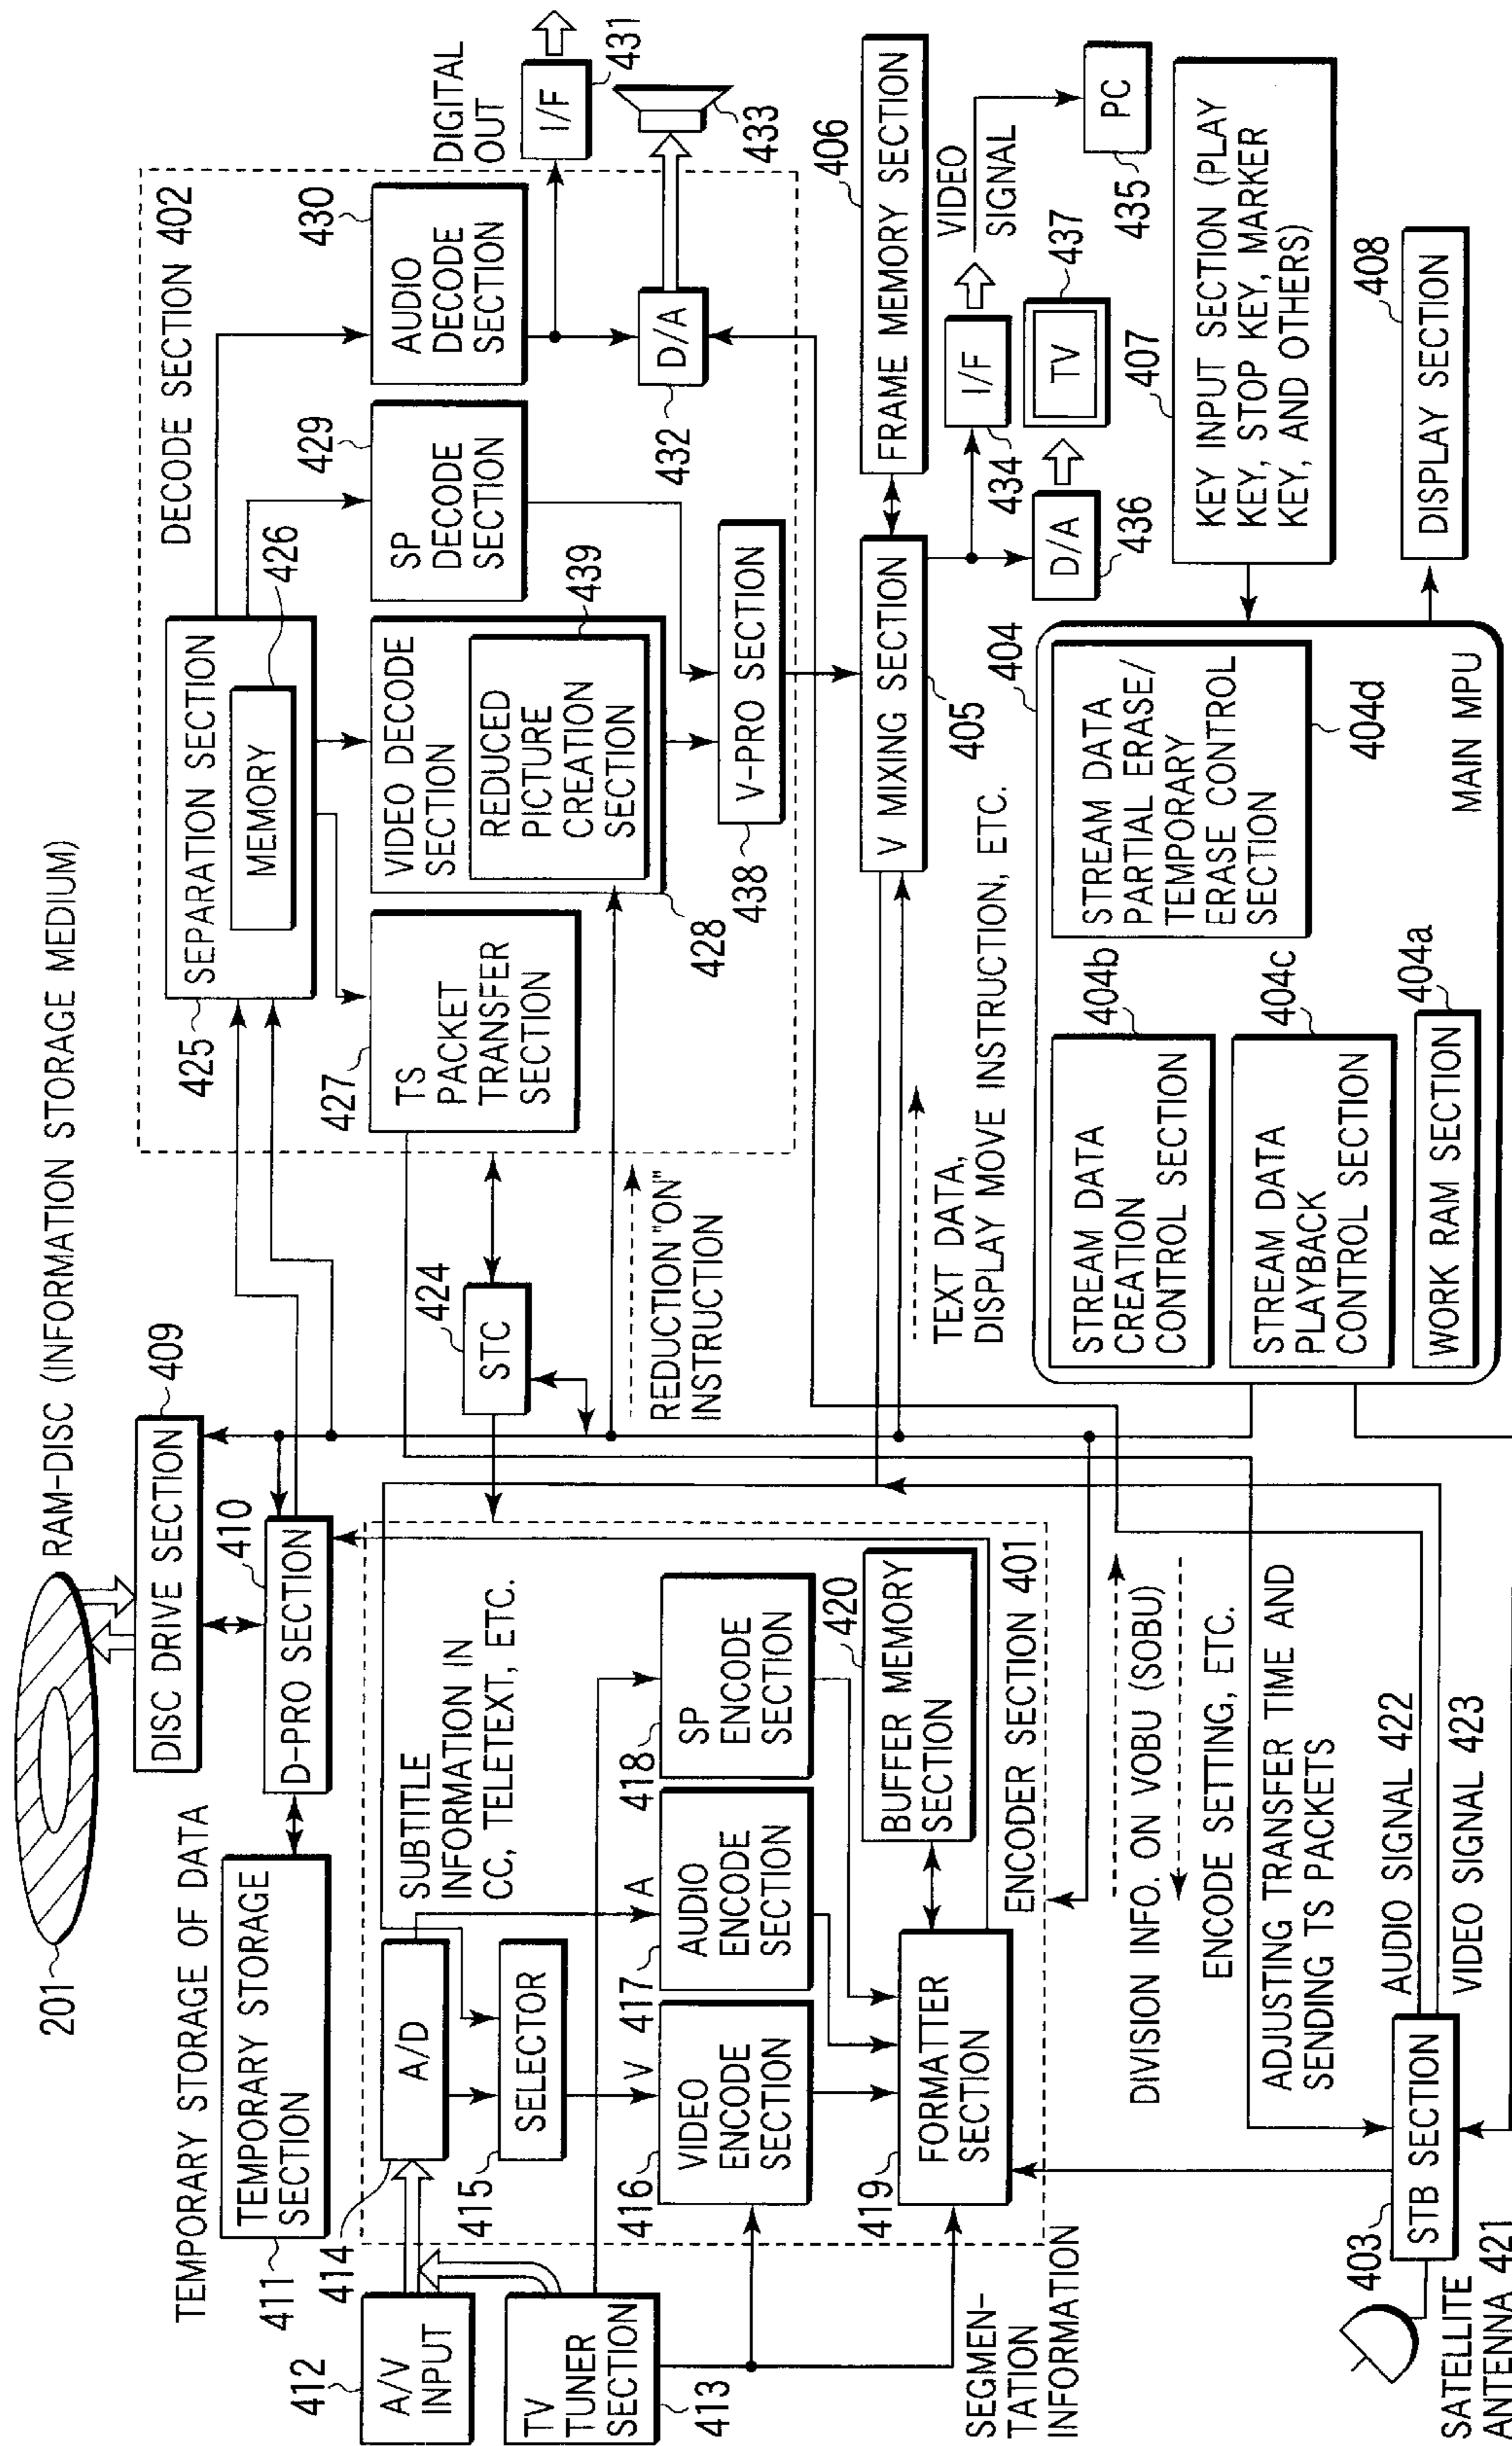 201
RAM-DISC (INFORMATION STORAGE MEDIUM)
TEMPORARY STORAGE OF DATA
DISC DRIVE SECTION
409
411
TEMPORARY STORAGE
SECTION
D-PRO SECTION
410
412
A/V
INPUT
TV
TUNER
SECTION
413
414
A/D
415
SELECTOR
SUBTITLE
INFORMATION IN
CC, TELETEXT, ETC.
V
A
416
VIDEO
ENCODE
SECTION
417
AUDIO
ENCODE
SECTION
418
SP
ENCODE
SECTION
419
FORMATTER
SECTION
BUFFER MEMORY
SECTION
420
ENCODER SECTION 401
SEGMEN-
TATION
INFORMATION
424
STC
REDUCTION"ON"
INSTRUCTION
DECODE SECTION 402
425
SEPARATION SECTION
MEMORY
426
427
TS
PACKET
TRANSFER
SECTION
VIDEO DECODE
SECTION
REDUCED
PICTURE
CREATION
SECTION
439
428
SP
DECODE
SECTION
429
AUDIO
DECODE
SECTION
430
DIGITAL
OUT
I/F
431
432
D/A
433
438
V-PRO SECTION
V MIXING SECTION
405
FRAME MEMORY SECTION
406
434
I/F
VIDEO
SIGNAL
PC
435
D/A
436
TV
437
TEXT DATA,
DISPLAY MOVE INSTRUCTION, ETC.
407
KEY INPUT SECTION (PLAY
KEY, STOP KEY, MARKER
KEY, AND OTHERS)
DISPLAY SECTION
408
404
STREAM DATA
CREATION
CONTROL SECTION
404b
STREAM DATA
PLAYBACK
CONTROL SECTION
404c
WORK RAM SECTION
404a
STREAM DATA
PARTIAL ERASE/
TEMPORARY
ERASE CONTROL
SECTION
404d
MAIN MPU
DIVISION INFO. ON VOBU (SOBU)
ENCODE SETTING, ETC.
ADJUSTING TRANSFER TIME AND
SENDING TS PACKETS
AUDIO SIGNAL 422
VIDEO SIGNAL 423
403
STB SECTION
SATELLITE
ANTENNA 421